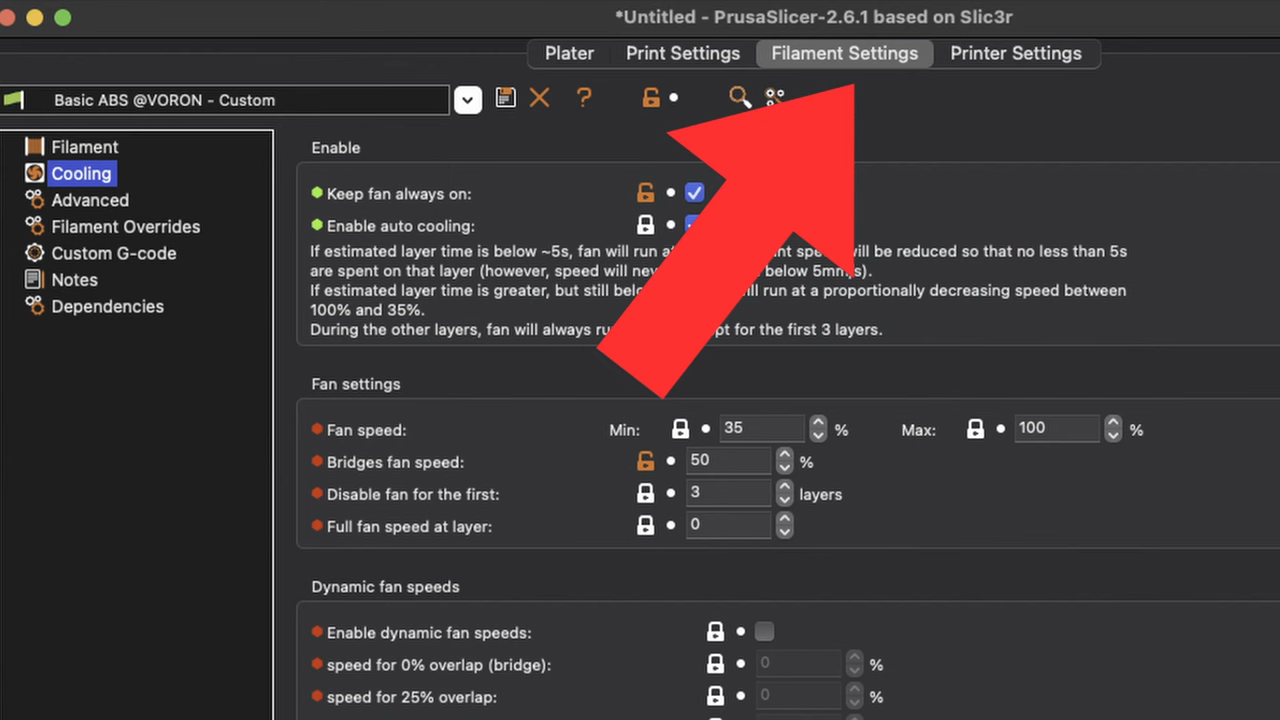 *Untitled - PrusaSlicer-2.6.1 based on Slic3r
Plater Print Settings Filament Settings Printer Settings
Basic ABS @VORON - Custom
Filament
Cooling
Advanced
Filament Overrides
Custom G-code
Notes
Dependencies
Enable
Keep fan always on:
Enable auto cooling:
If estimated layer time is below ~5s, fan will run at will be reduced so that no less than 5s
are spent on that layer (however, speed will below 5mm/s).
If estimated layer time is greater, but still will run at a proportionally decreasing speed between
100% and 35%.
During the other layers, fan will always for the first 3 layers.
Fan settings
Fan speed: Min: 35 % Max: 100 %
Bridges fan speed: 50 %
Disable fan for the first: 3 layers
Full fan speed at layer: 0
Dynamic fan speeds
Enable dynamic fan speeds:
speed for 0% overlap (bridge): 0 %
speed for 25% overlap: 0 %